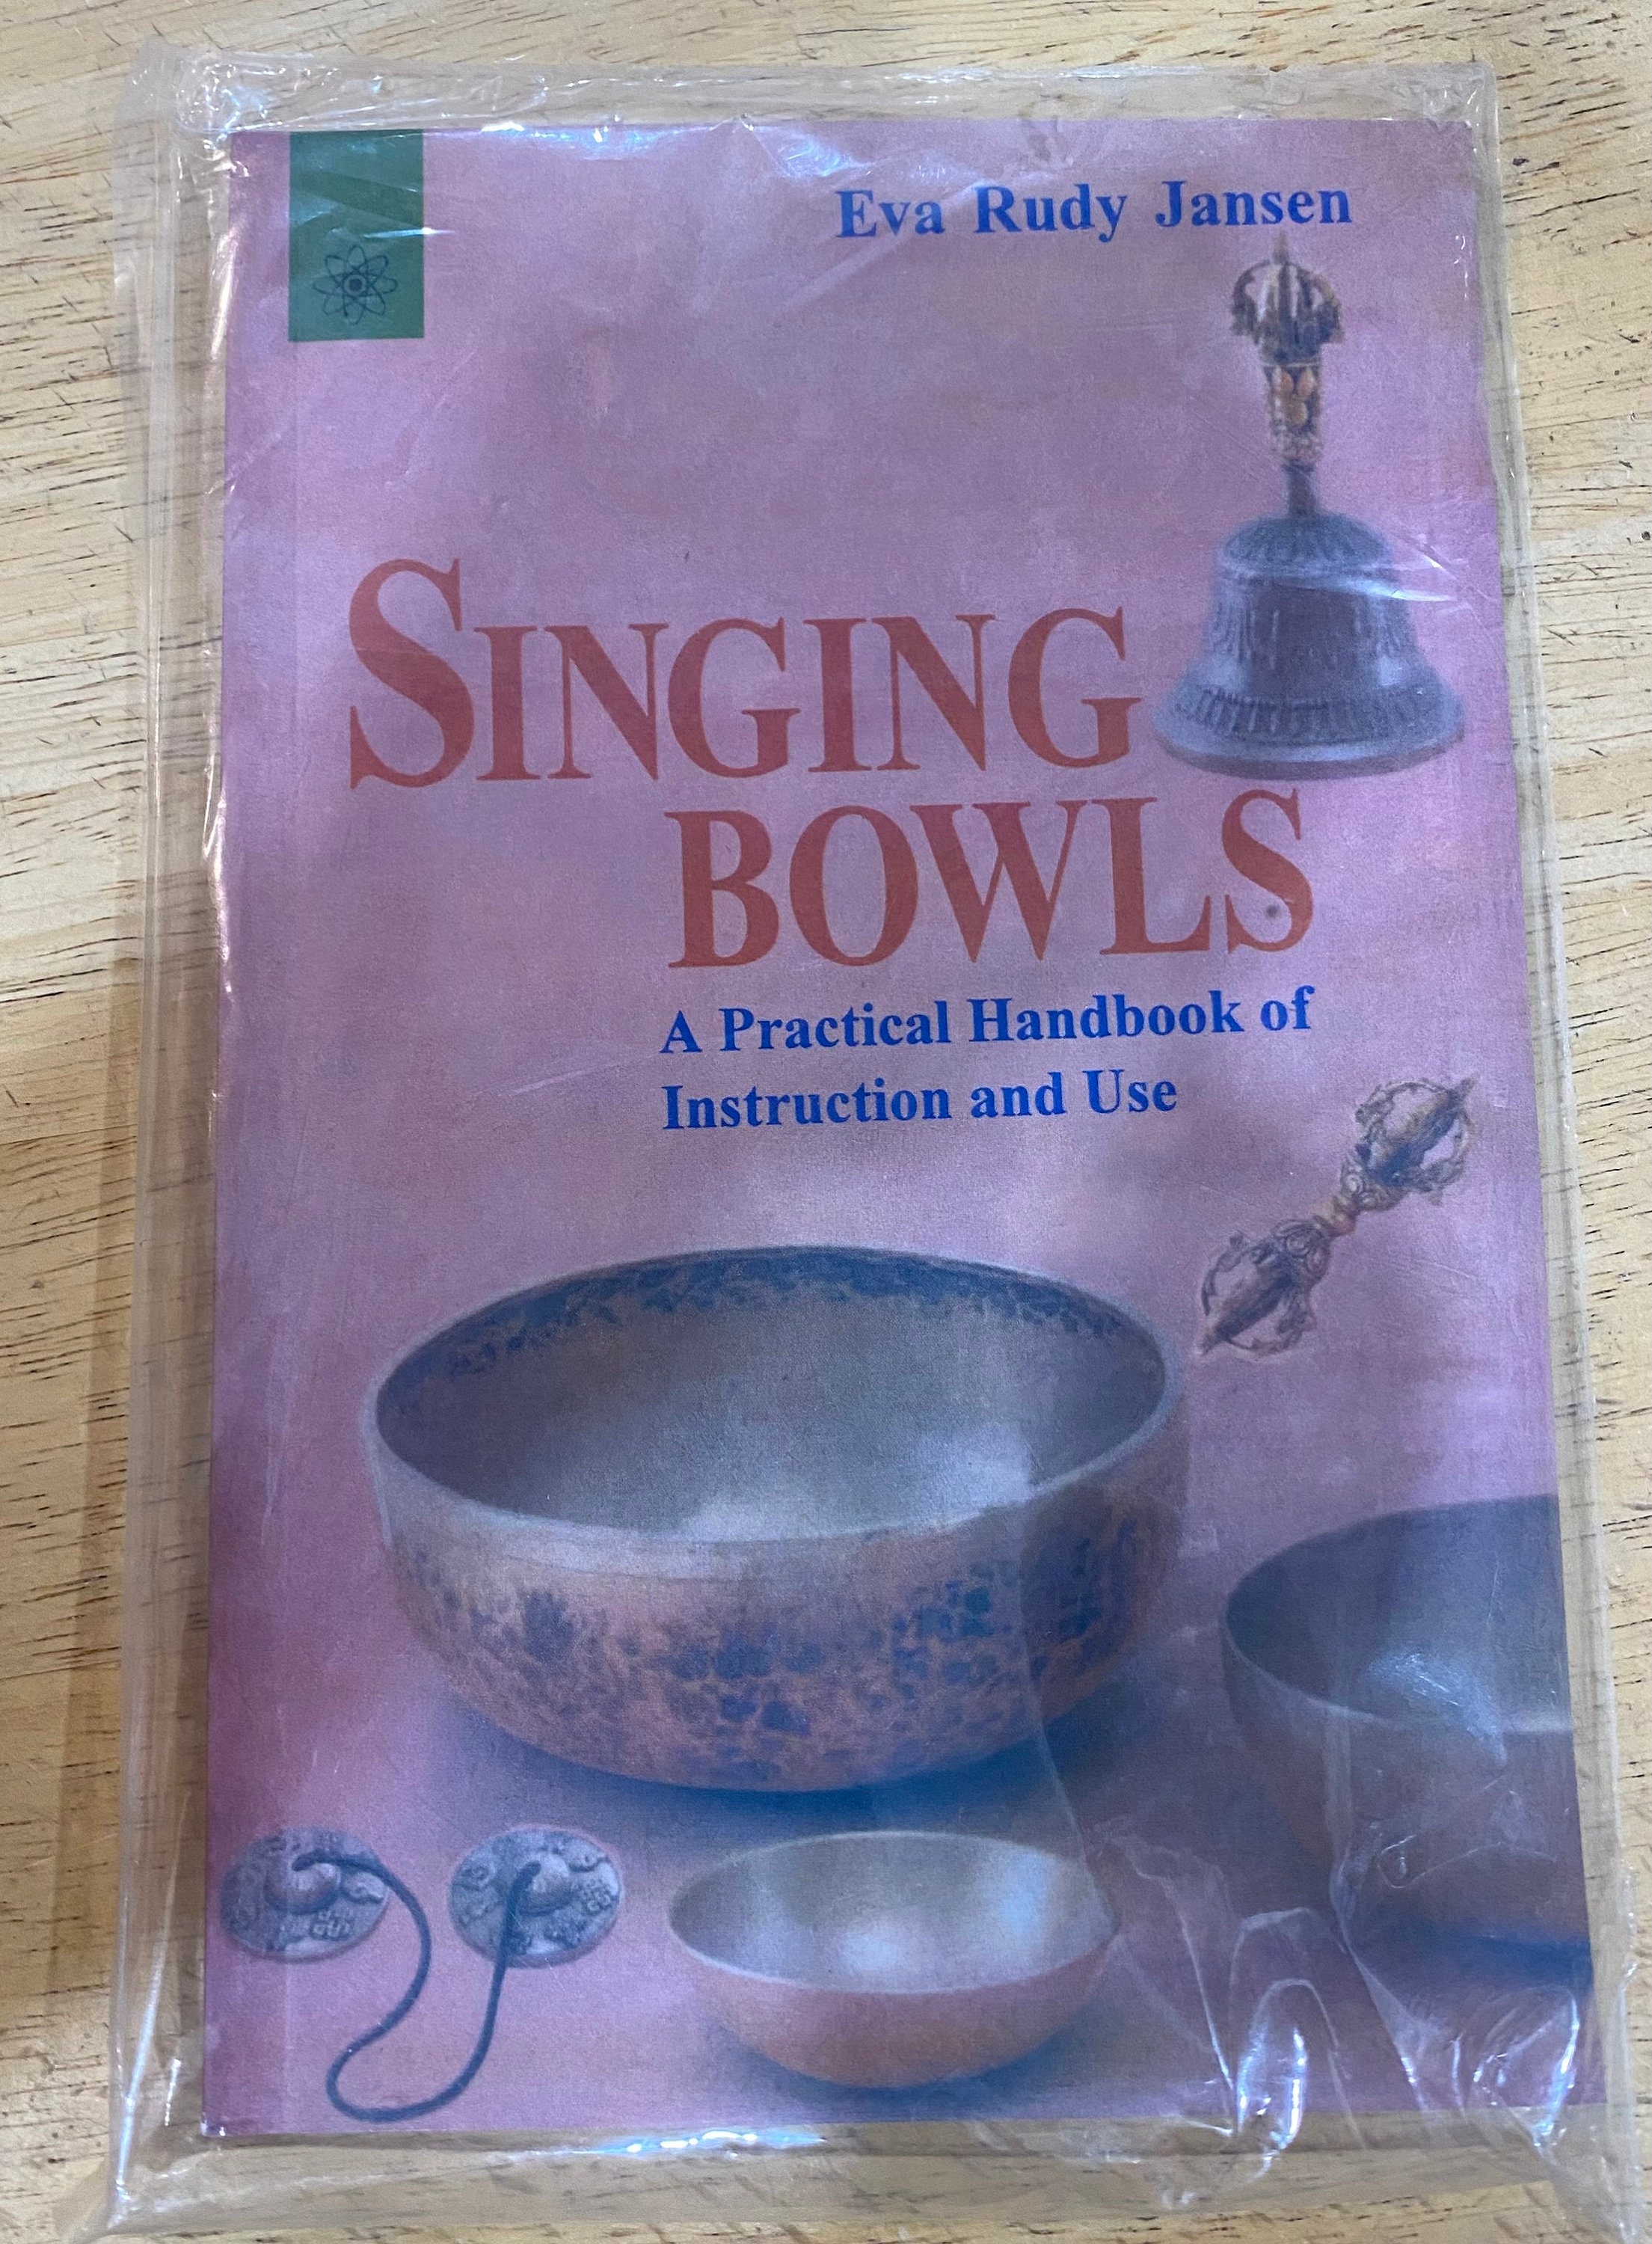 Eva Rudy Jansen
SINGING
BOWLS
A Practical Handbook of
Instruction and Use